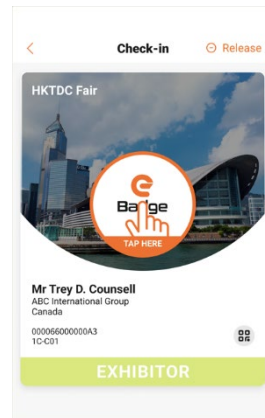 Check-in
Release
HKTDC Fair
Badge
TAP HERE
Mr Trey D. Counsell
ABC International Group
Canada
000066000000A3
1C-C01
EXHIBITOR